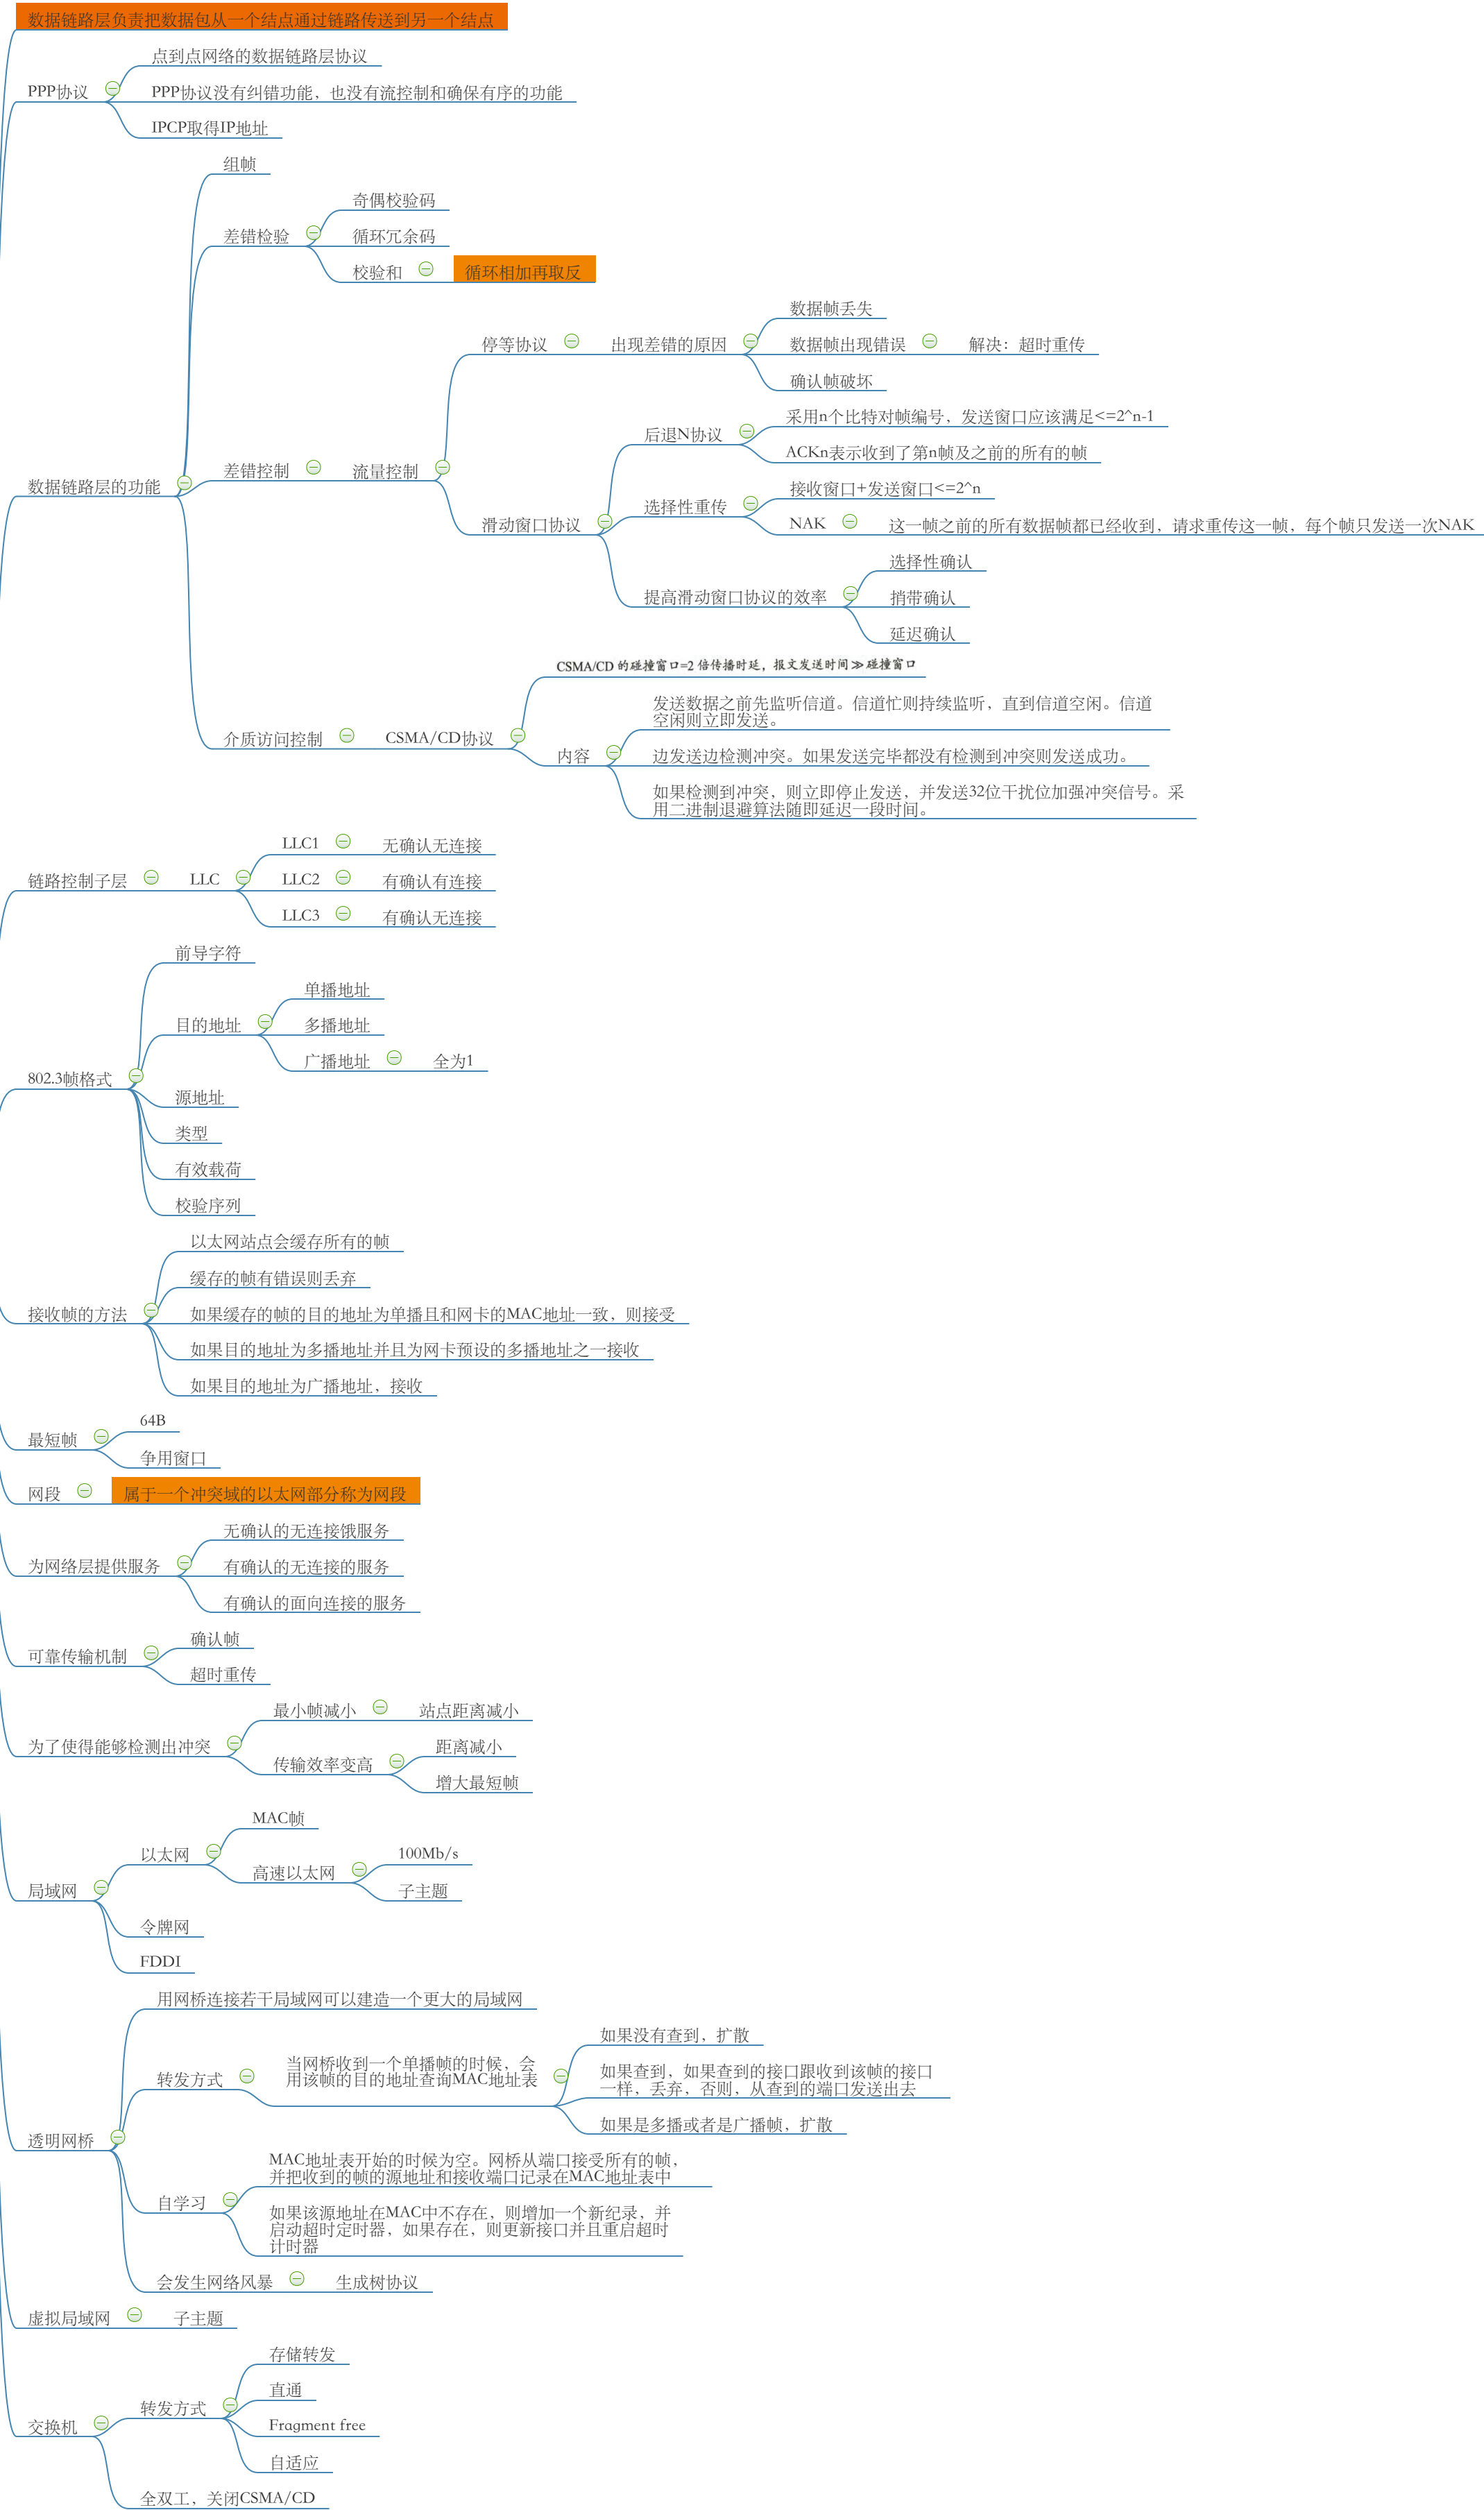 数据链路层负责把数据包从一个结点通过链路传送到另一个结点
PPP协议
点到点网络的数据链路层协议
PPP协议没有纠错功能，也没有流控制和确保有序的功能
IPCP取得IP地址
数据链路层的功能
组帧
差错检验
奇偶校验码
循环冗余码
校验和
循环相加再取反
差错控制
流量控制
停等协议
出现差错的原因
数据帧丢失
数据帧出现错误
解决：超时重传
确认帧破坏
滑动窗口协议
后退N协议
采用n个比特对帧编号，发送窗口应该满足<=2^n-1
ACKn表示收到了第n帧及之前的所有的帧
选择性重传
接收窗口+发送窗口<=2^n
NAK
这一帧之前的所有数据帧都已经收到，请求重传这一帧，每个帧只发送一次NAK
提高滑动窗口协议的效率
选择性确认
捎带确认
延迟确认
介质访问控制
CSMA/CD协议
CSMA/CD 的碰撞窗口=2 倍传播时延，报文发送时间≫碰撞窗口
内容
发送数据之前先监听信道。信道忙则持续监听，直到信道空闲。信道
空闲则立即发送。
边发送边检测冲突。如果发送完毕都没有检测到冲突则发送成功。
如果检测到冲突，则立即停止发送，并发送32位干扰位加强冲突信号。采
用二进制退避算法随即延迟一段时间。
链路控制子层
LLC
LLC1
无确认无连接
LLC2
有确认有连接
LLC3
有确认无连接
802.3帧格式
前导字符
目的地址
单播地址
多播地址
广播地址
全为1
源地址
类型
有效载荷
校验序列
接收帧的方法
以太网站点会缓存所有的帧
缓存的帧有错误则丢弃
如果缓存的帧的目的地址为单播且和网卡的MAC地址一致，则接受
如果目的地址为多播地址并且为网卡预设的多播地址之一接收
如果目的地址为广播地址，接收
最短帧
64B
争用窗口
网段
属于一个冲突域的以太网部分称为网段
为网络层提供服务
无确认的无连接饿服务
有确认的无连接的服务
有确认的面向连接的服务
可靠传输机制
确认帧
超时重传
为了使得能够检测出冲突
最小帧减小
站点距离减小
传输效率变高
距离减小
增大最短帧
局域网
以太网
MAC帧
高速以太网
100Mb/s
子主题
令牌网
FDDI
透明网桥
用网桥连接若干局域网可以建造一个更大的局域网
转发方式
当网桥收到一个单播帧的时候，会
用该帧的目的地址查询MAC地址表
如果没有查到，扩散
如果查到，如果查到的接口跟收到该帧的接口
一样，丢弃，否则，从查到的端口发送出去
如果是多播或者是广播帧，扩散
自学习
MAC地址表开始的时候为空。网桥从端口接受所有的帧，
并把收到的帧的源地址和接收端口记录在MAC地址表中
如果该源地址在MAC中不存在，则增加一个新纪录，并
启动超时定时器，如果存在，则更新接口并且重启超时
计时器
会发生网络风暴
生成树协议
虚拟局域网
子主题
交换机
转发方式
存储转发
直通
Fragment free
自适应
全双工，关闭CSMA/CD